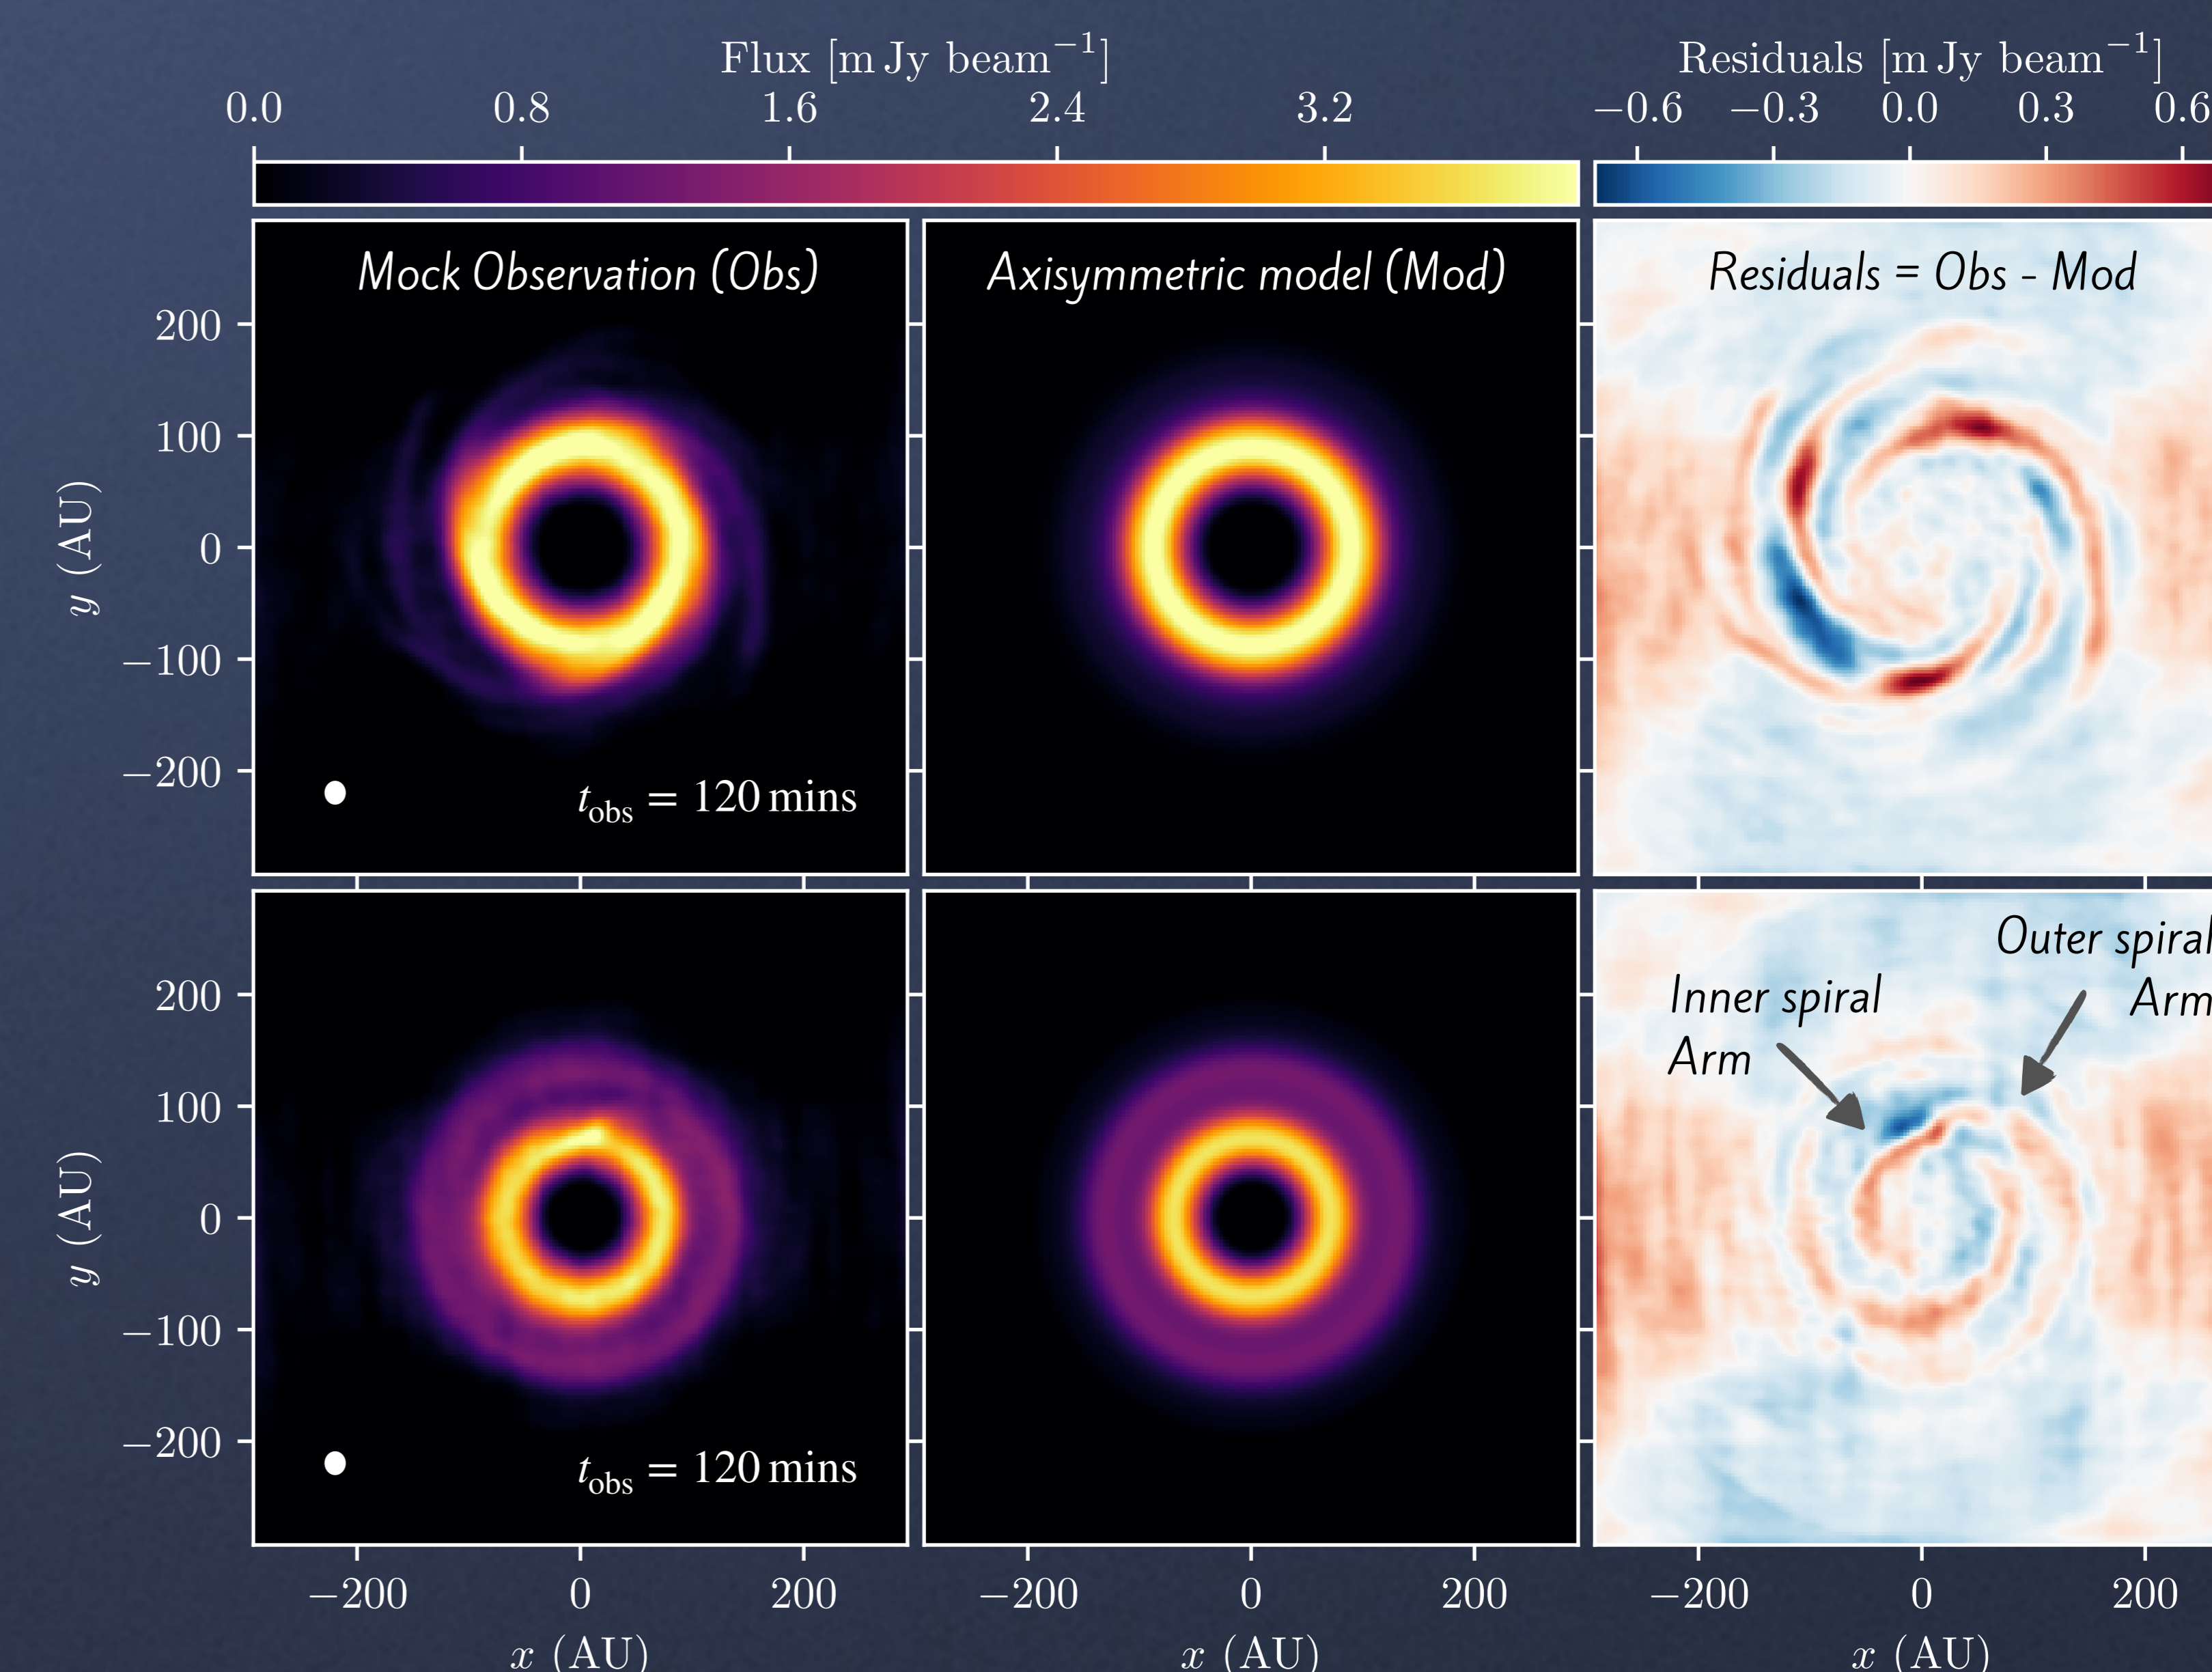 Flux [m Jy beam⁻¹]
0.0 0.8 1.6 2.4 3.2
Residuals [m Jy beam⁻¹]
−0.6 −0.3 0.0 0.3 0.6
Mock Observation (Obs)
Axisymmetric model (Mod)
Residuals = Obs - Mod
200
100
0
−100
−200
y (AU)
t_obs = 120 mins
Outer spiral
Arm
Inner spiral
Arm
200
100
0
−100
−200
y (AU)
t_obs = 120 mins
−200 0 200
−200 0 200
−200 0 200
x (AU)
x (AU)
x (AU)